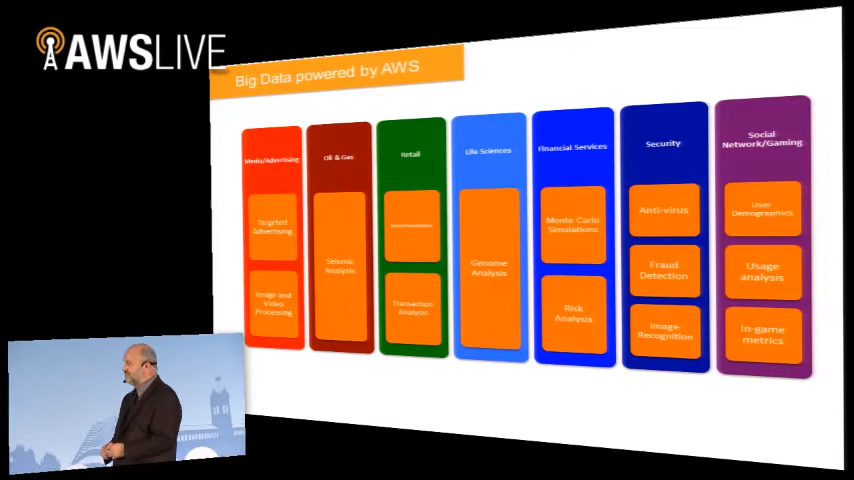 AWSLIVE
Big Data powered by AWS
Media/Advertising
Targeted
Advertising
Image and
Video
Processing
Oil & Gas
Seismic
Analysis
Retail
Transaction
Analysis
Life Sciences
Genome
Analysis
Financial Services
Monte Carlo
Simulations
Risk
Analysis
Security
Anti-virus
Fraud
Detection
Image
Recognition
Social
Network/Gaming
User
Demographics
Usage
analysis
In-game
metrics